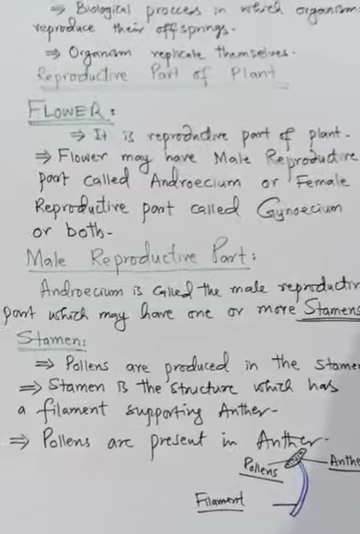 ⇒ Biological process in which organism
reproduce their offsprings.
⇒ Organism replicate themselves.
Reproductive Part of Plant
FLOWER:
⇒ It is reproductive part of plant.
⇒ Flower may have Male Reproductive
part called Androecium or Female
Reproductive part called Gynoecium
or both-
Male Reproductive Part:
Androecium is called the male reproductiv
part which may have one or more Stamens
Stamen:
⇒ Pollens are produced in the stamen
⇒ Stamen is the structure which has
a filament supporting Anther-
⇒ Pollens are present in Anther-
Pollens
Anthe
Filament